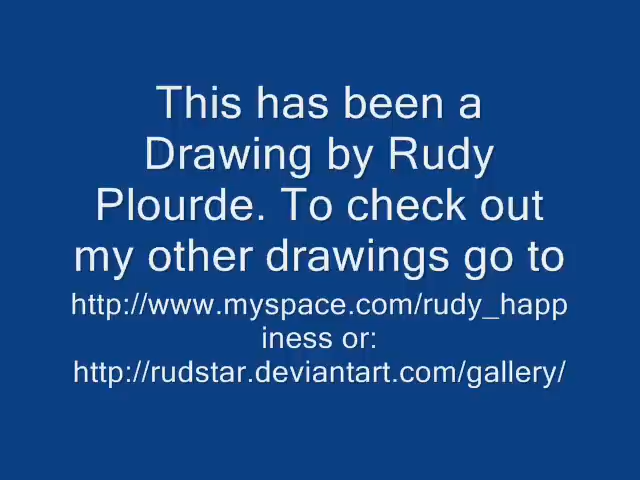 This has been a
Drawing by Rudy
Plourde. To check out
my other drawings go to
http://www.myspace.com/rudy_happ
iness or:
http://rudstar.deviantart.com/gallery/